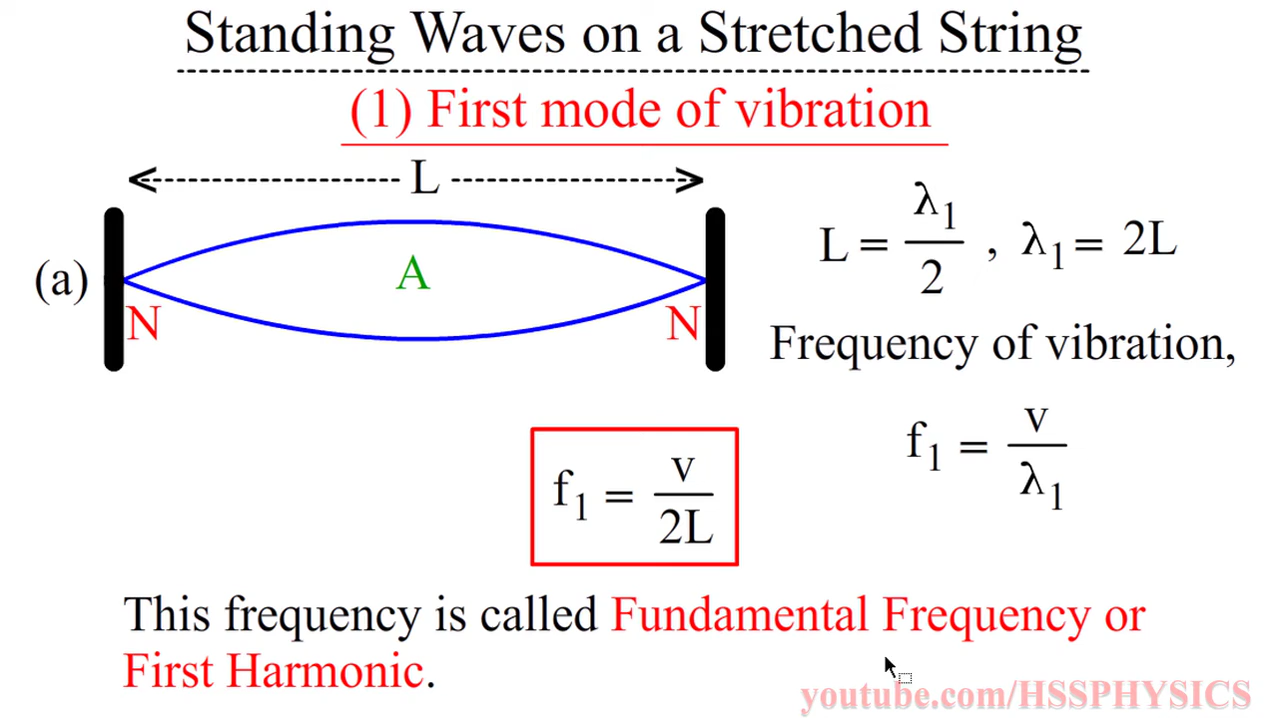 Standing Waves on a Stretched String
(1) First mode of vibration
L
(a)
A
N
N
L = λ₁/2 , λ₁ = 2L
Frequency of vibration,
f₁ = v/λ₁
f₁ = v/2L
This frequency is called Fundamental Frequency or
First Harmonic.
youtube.com/HSSPHYSICS